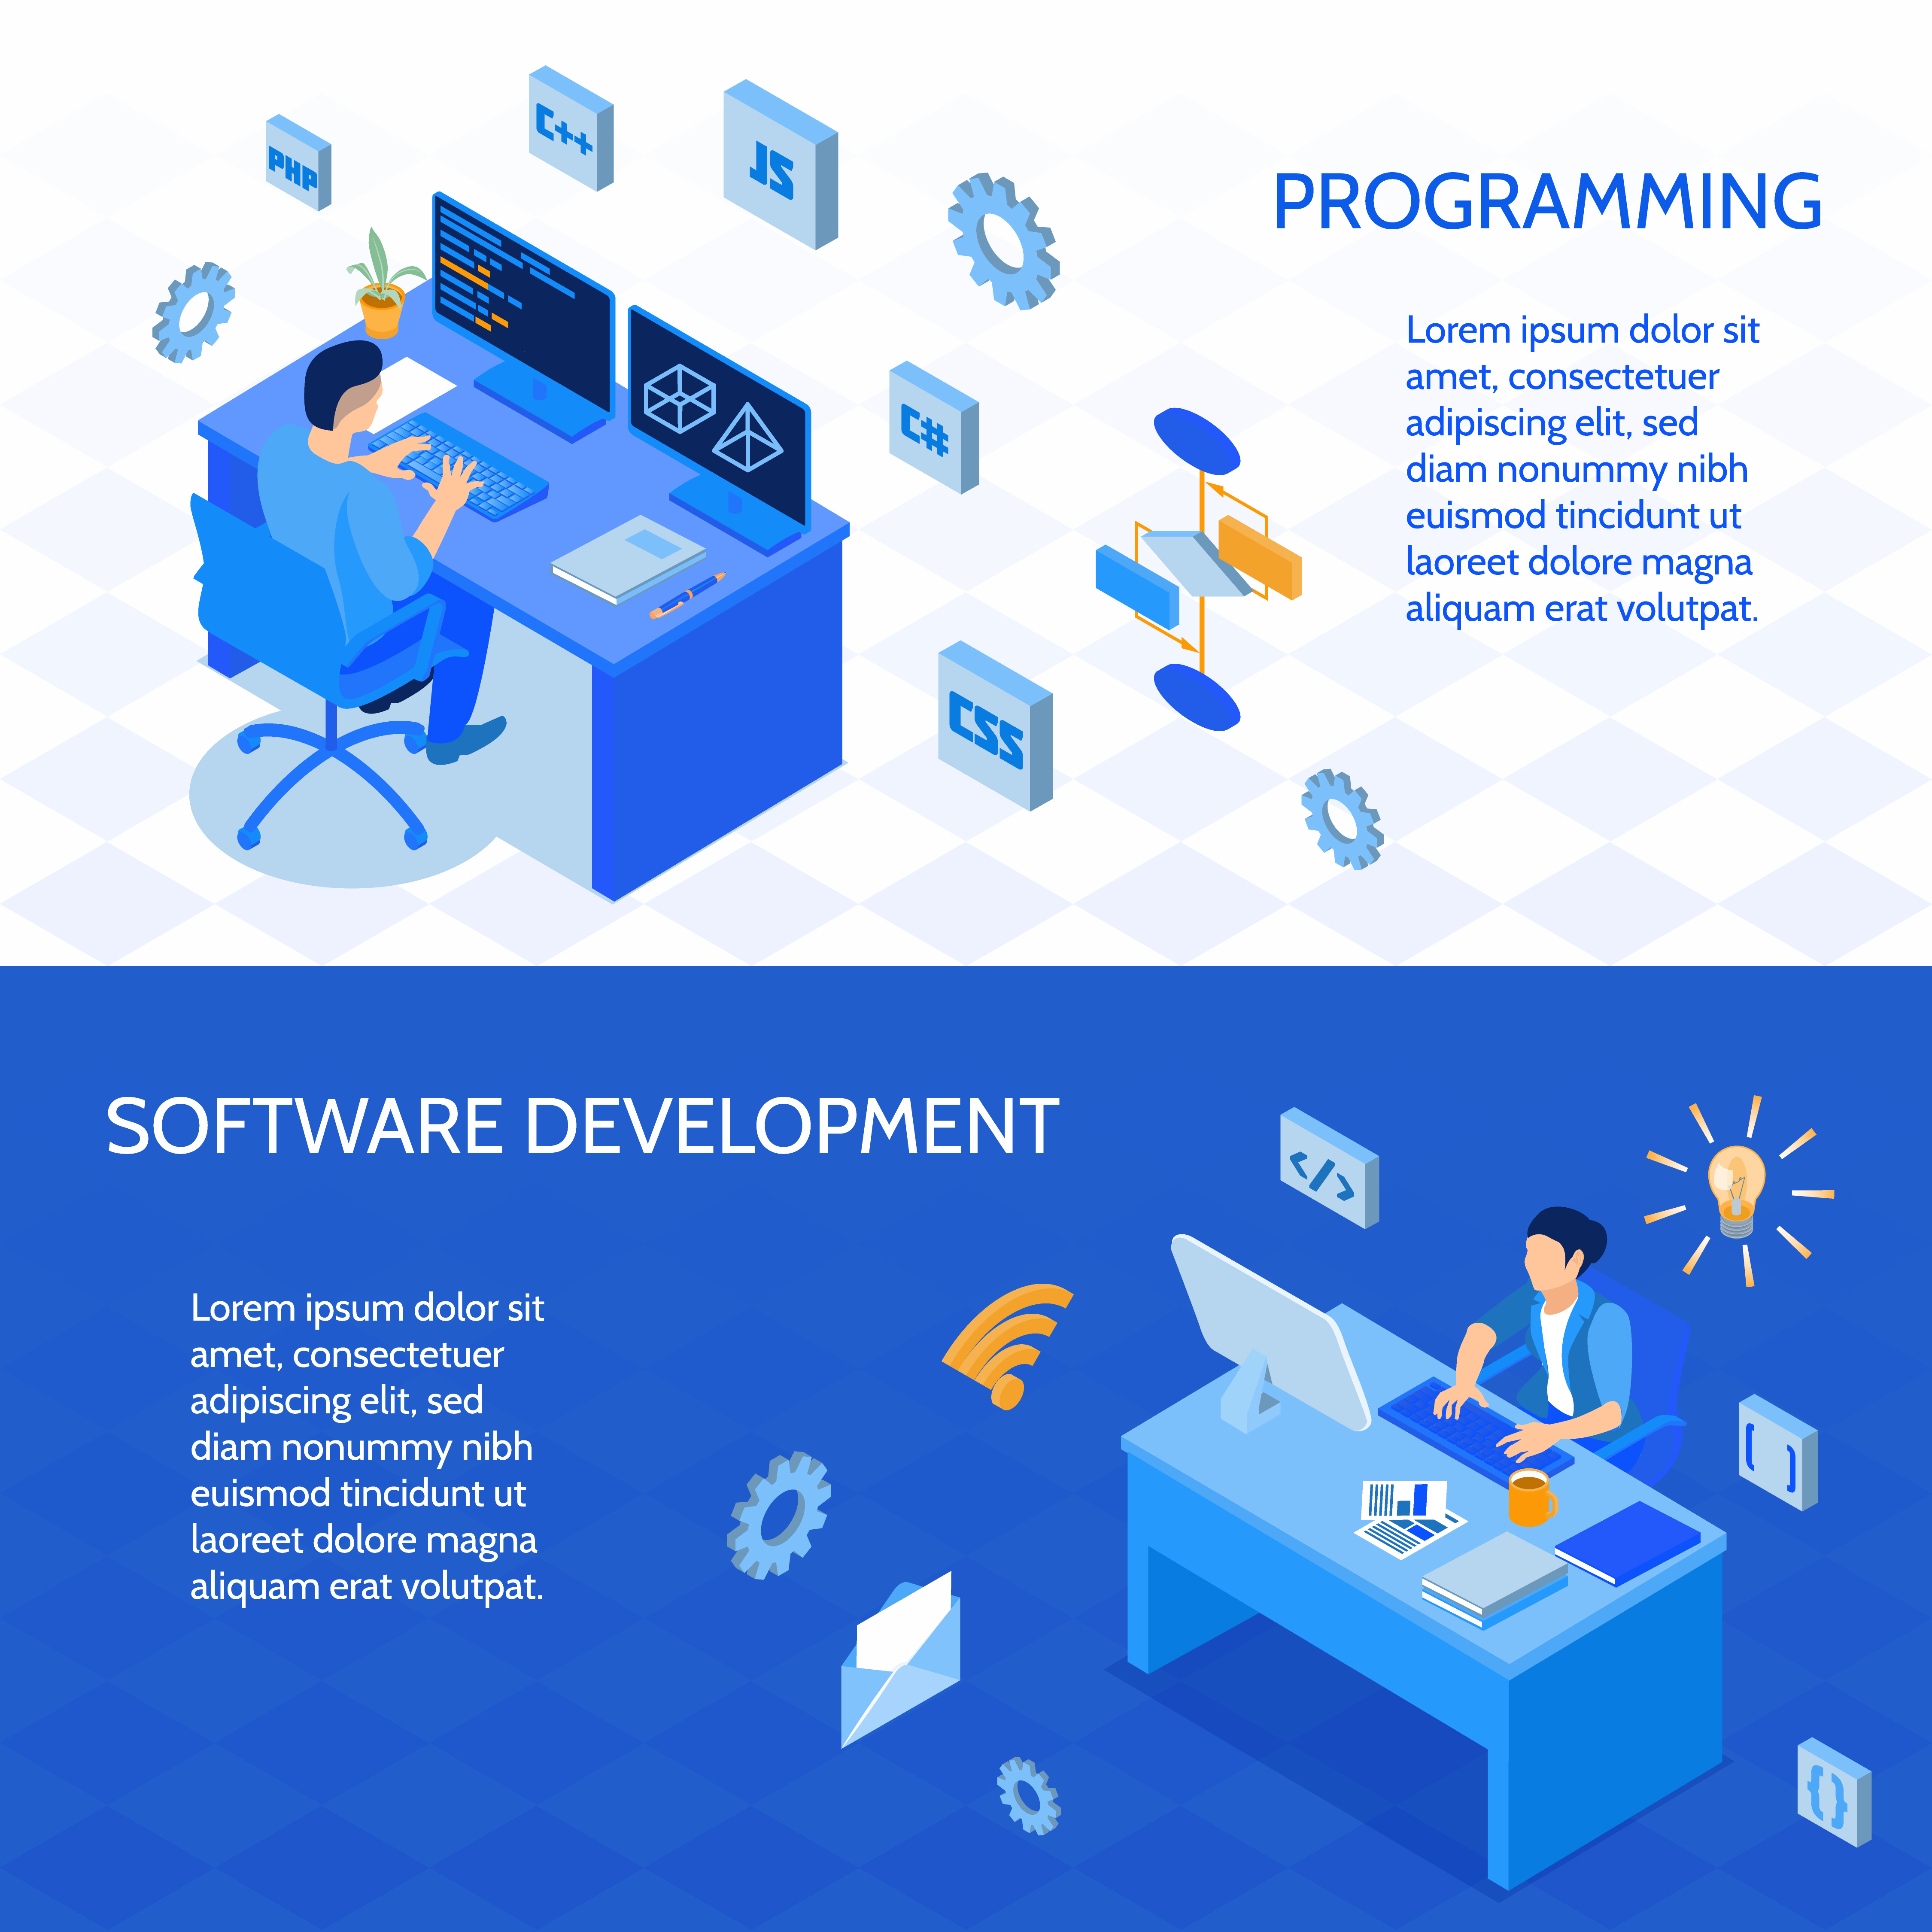 PHP
C++
JS
PROGRAMMING
Lorem ipsum dolor sit
amet, consectetuer
adipiscing elit, sed
diam nonummy nibh
euismod tincidunt ut
laoreet dolore magna
aliquam erat volutpat.
C#
CSS
SOFTWARE DEVELOPMENT
</>
Lorem ipsum dolor sit
amet, consectetuer
adipiscing elit, sed
diam nonummy nibh
euismod tincidunt ut
laoreet dolore magna
aliquam erat volutpat.
[ ]
{}